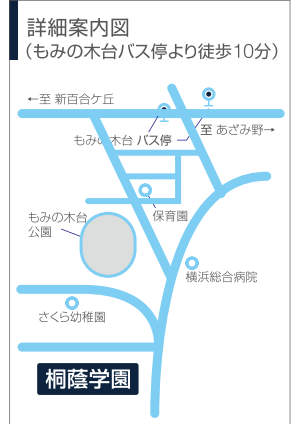 詳細案内図
（もみの木台バス停より徒歩10分）
←至 新百合ケ丘
もみの木台 バス停
至 あざみ野→
保育園
もみの木台
公園
横浜総合病院
さくら幼稚園
桐蔭学園